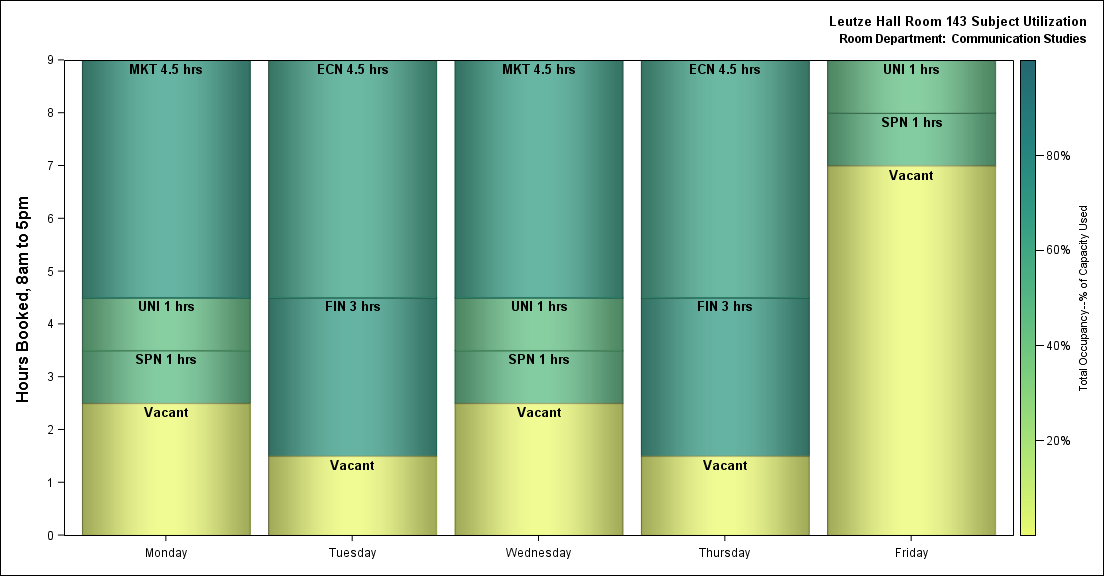 Leutze Hall Room 143 Subject Utilization
Room Department: Communication Studies
Hours Booked, 8am to 5pm
9
8
7
6
5
4
3
2
1
0
MKT 4.5 hrs
UNI 1 hrs
SPN 1 hrs
Vacant
ECN 4.5 hrs
FIN 3 hrs
Vacant
MKT 4.5 hrs
UNI 1 hrs
SPN 1 hrs
Vacant
ECN 4.5 hrs
FIN 3 hrs
Vacant
UNI 1 hrs
SPN 1 hrs
Vacant
Monday
Tuesday
Wednesday
Thursday
Friday
80%
60%
40%
20%
Total Occupancy--% of Capacity Used